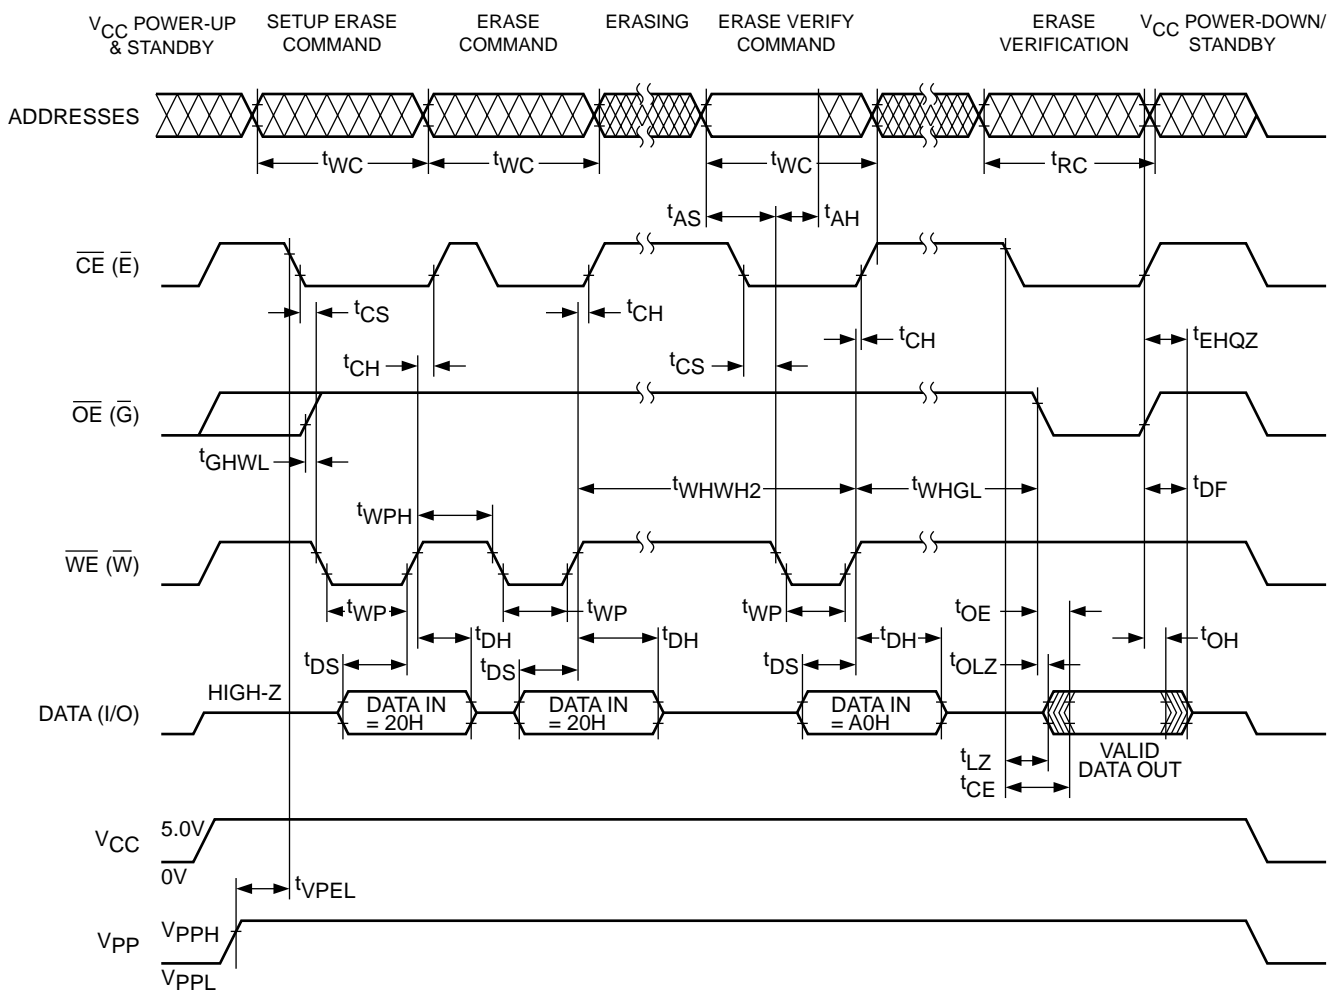 VCC POWER-UP
& STANDBY
SETUP ERASE
COMMAND
ERASE
COMMAND
ERASING
ERASE VERIFY
COMMAND
ERASE
VERIFICATION
VCC POWER-DOWN/
STANDBY
ADDRESSES
tWC
tWC
tWC
tRC
tAS
tAH
CE (E)
tCS
tCH
tCH
tCS
tCH
tEHQZ
OE (G)
tGHWL
tWHWH2
tWHGL
tDF
tWPH
WE (W)
tWP
tWP
tWP
tOE
tDH
tDH
tDH
tOH
tDS
tDS
tDS
tOLZ
HIGH-Z
DATA (I/O)
DATA IN
= 20H
DATA IN
= 20H
DATA IN
= A0H
VALID
DATA OUT
tLZ
tCE
VCC
5.0V
0V
tVPEL
VPP
VPPH
VPPL